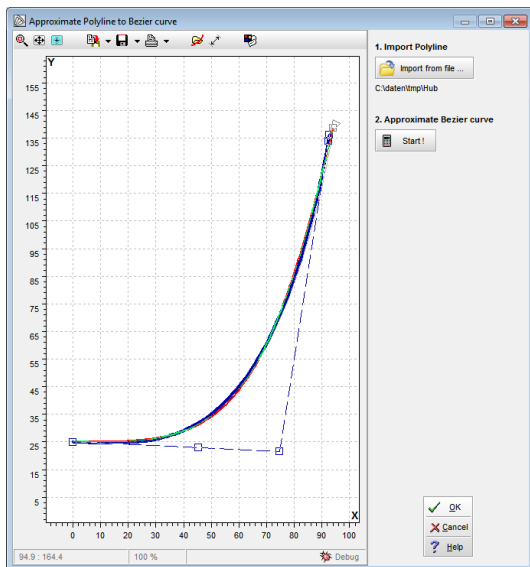 Approximate Polyline to Bezier curve
Y
155
145
135
125
115
105
95
85
75
65
55
45
35
25
15
5
X
0 10 20 30 40 50 60 70 80 90 100
94.9 : 164.4
100 %
Debug
1. Import Polyline
Import from file ...
C:\daten\tmp\Hub
2. Approximate Bezier curve
Start !
OK
Cancel
Help